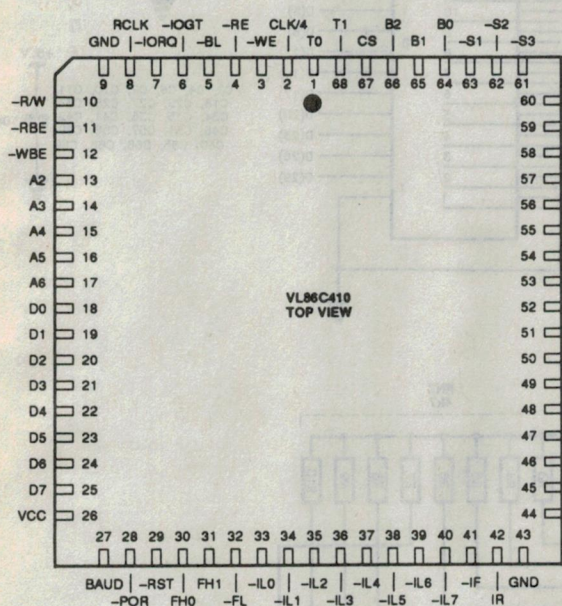 RCLK -IOGT -RE CLK/4 T1 B2 B0 -S2
GND -IORQ -BL -WE T0 CS B1 -S1 -S3
9 8 7 6 5 4 3 2 1 68 67 66 65 64 63 62 61
-R/W 10 60
-RBE 11 59
-WBE 12 58
A2 13 57
A3 14 56
A4 15 55
A5 16 54
A6 17 53
D0 18 52
VL86C410
TOP VIEW
D1 19 51
D2 20 50
D3 21 49
D4 22 48
D5 23 47
D6 24 46
D7 25 45
VCC 26 44
27 28 29 30 31 32 33 34 35 36 37 38 39 40 41 42 43
BAUD -RST FH1 -IL0 -IL2 -IL4 -IL6 -IF GND
-POR FH0 -FL -IL1 -IL3 -IL5 -IL7 IR